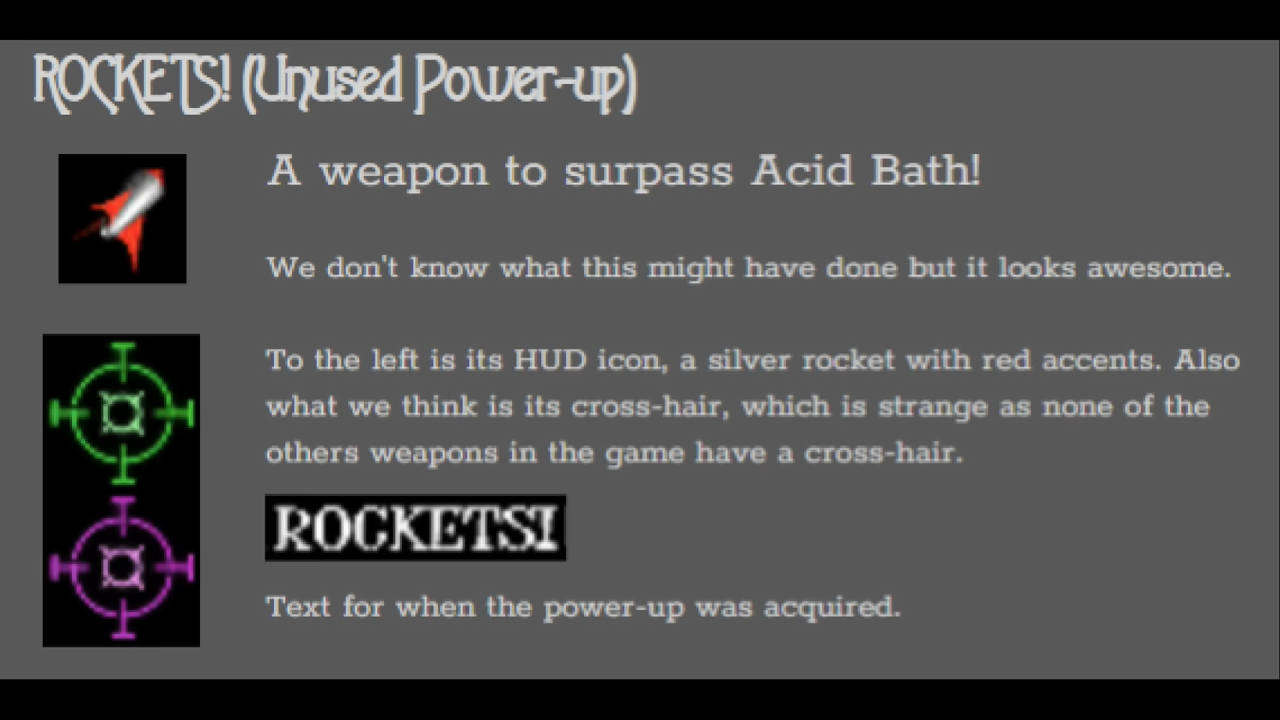 ROCKETS! (Unused Power-up)
A weapon to surpass Acid Bath!
We don't know what this might have done but it looks awesome.
To the left is its HUD icon, a silver rocket with red accents. Also
what we think is its cross-hair, which is strange as none of the
others weapons in the game have a cross-hair.
ROCKETS!
Text for when the power-up was acquired.